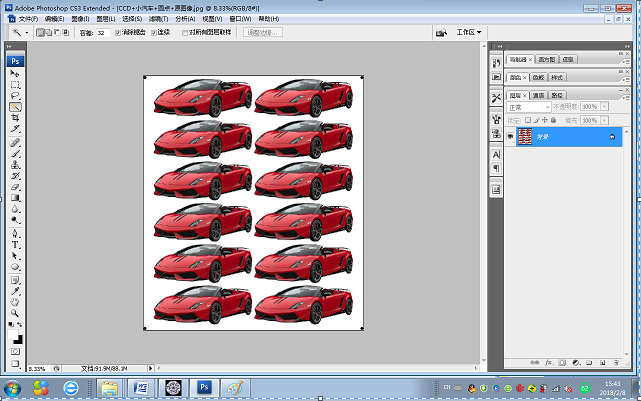 Adobe Photoshop CS3 Extended - [CCD+小汽车+圆点+原图像.jpg @ 8.33%(RGB/8#)]
文件(F) 编辑(E) 图像(I) 图层(L) 选择(S) 滤镜(T) 分析(A) 视图(V) 窗口(W) 帮助(H)
容差: 32 消除锯齿 连续 对所有图层取样 调整边缘... 工作区
Ps
导航器 直方图 信息
颜色 色板 样式
图层 通道 路径
正常 不透明度: 100%
锁定: 填充: 100%
背景
8.33% 文档:91.9M/88.1M
CH 62 15:43
2018/2/8